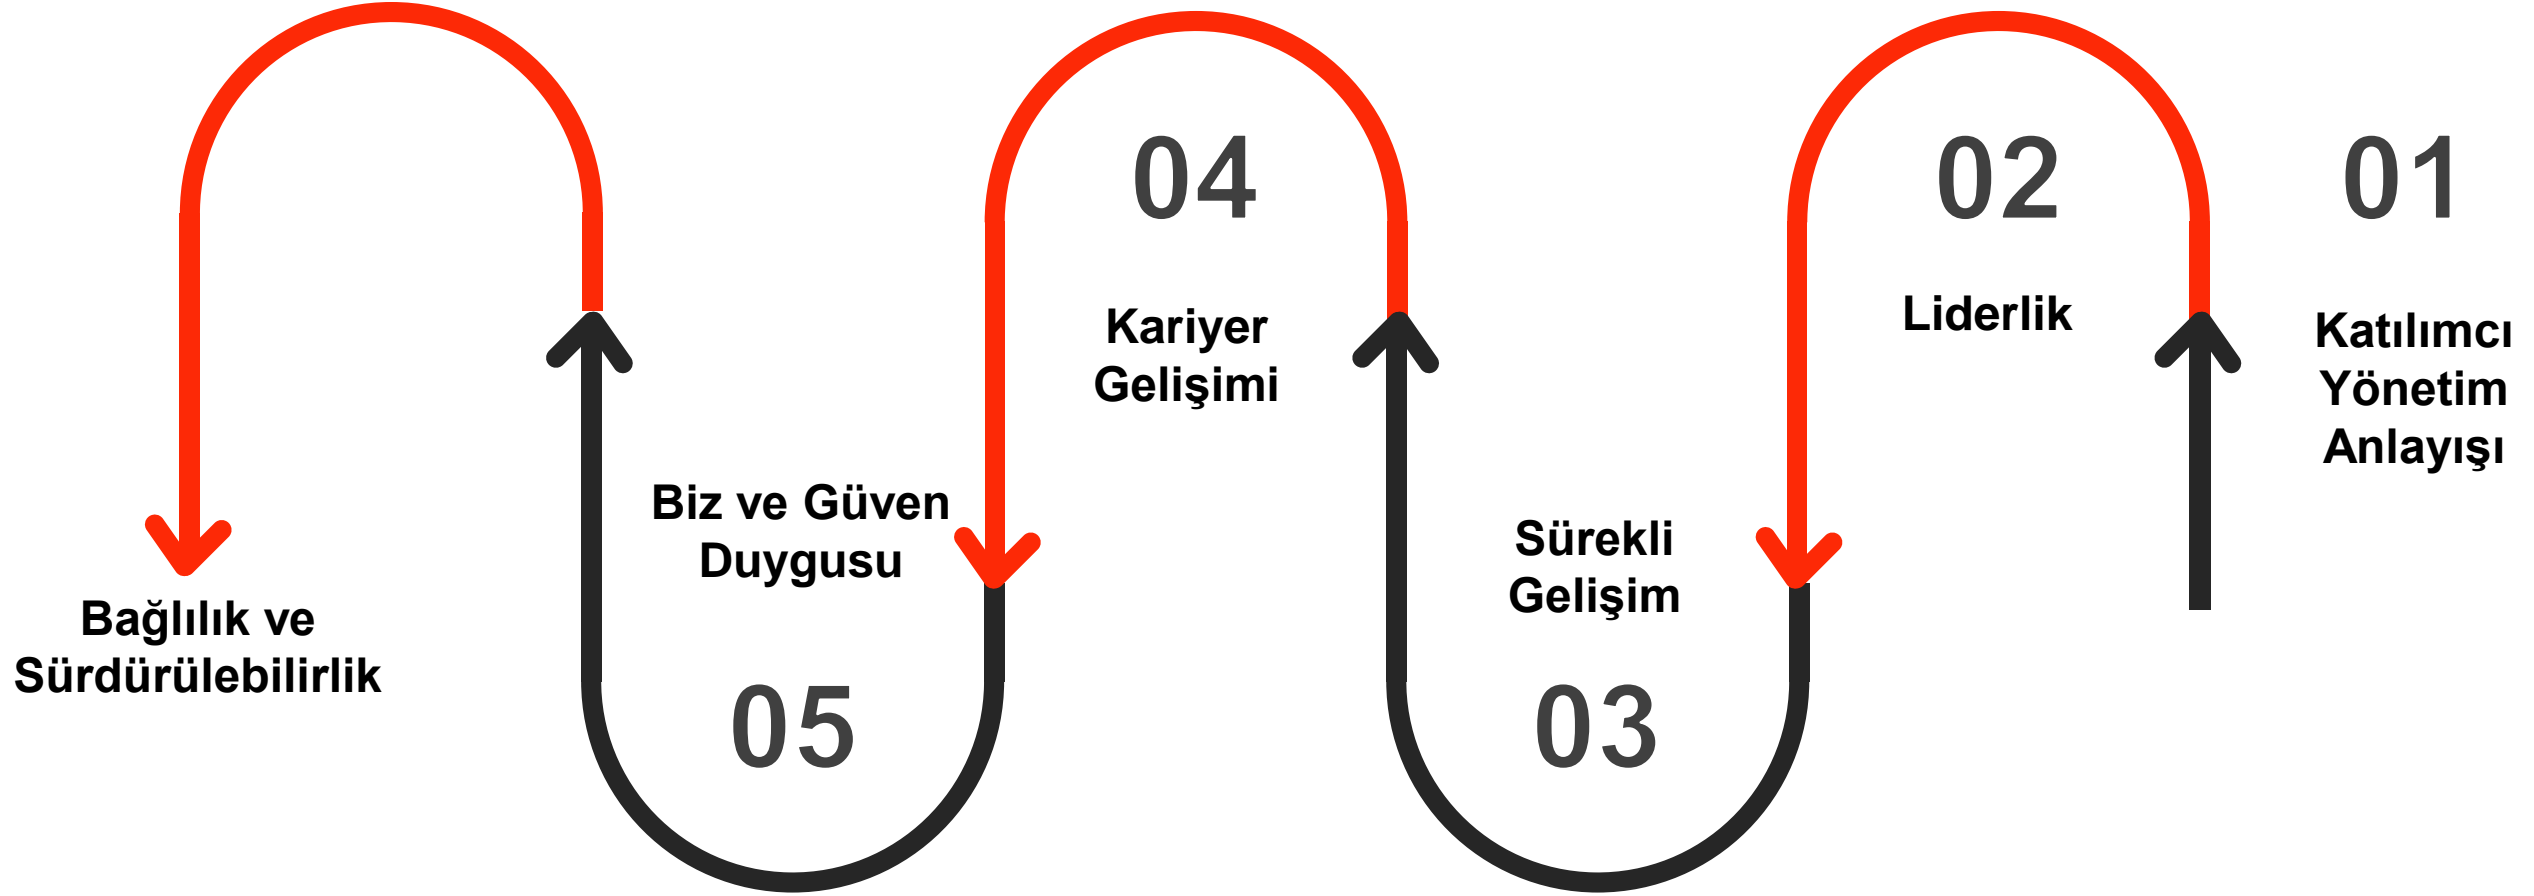 01
Katılımcı
Yönetim
Anlayışı
02
Liderlik
Sürekli
Gelişim
03
04
Kariyer
Gelişimi
Biz ve Güven
Duygusu
05
Bağlılık ve
Sürdürülebilirlik